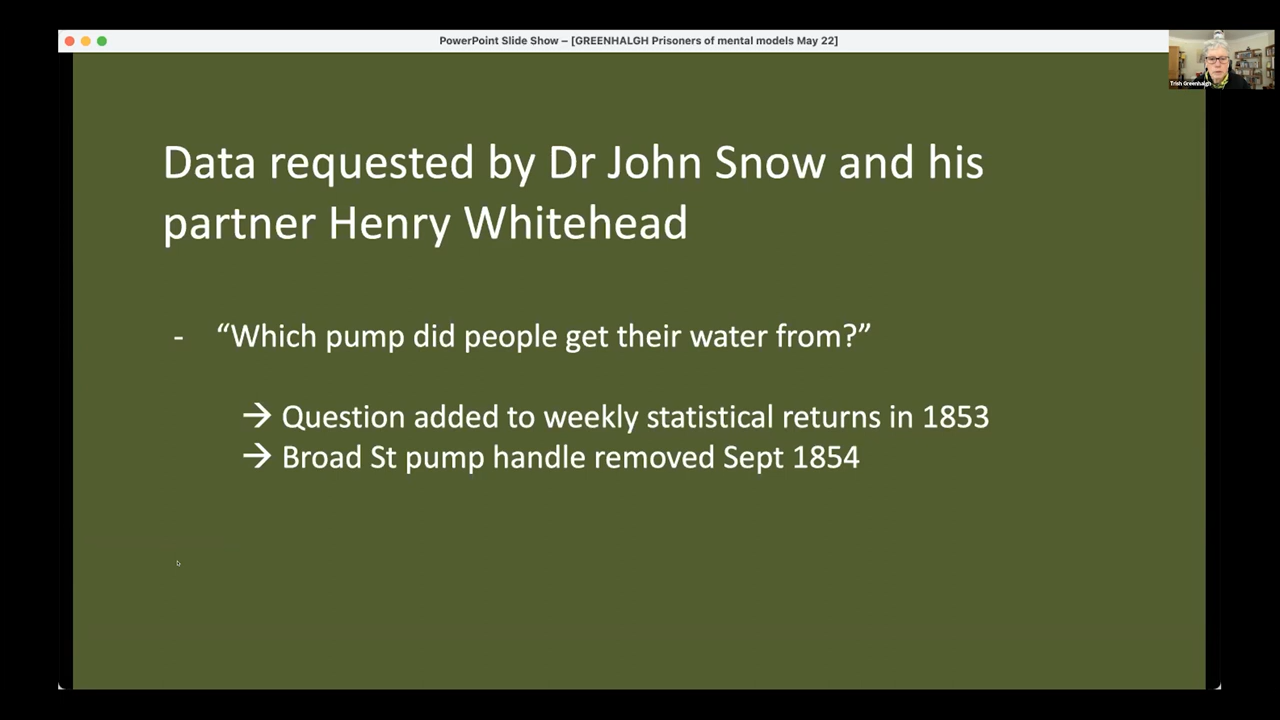 PowerPoint Slide Show – [GREENHALGH Prisoners of mental models May 22]
Trish Greenhalgh
Data requested by Dr John Snow and his
partner Henry Whitehead
- “Which pump did people get their water from?”
→ Question added to weekly statistical returns in 1853
→ Broad St pump handle removed Sept 1854